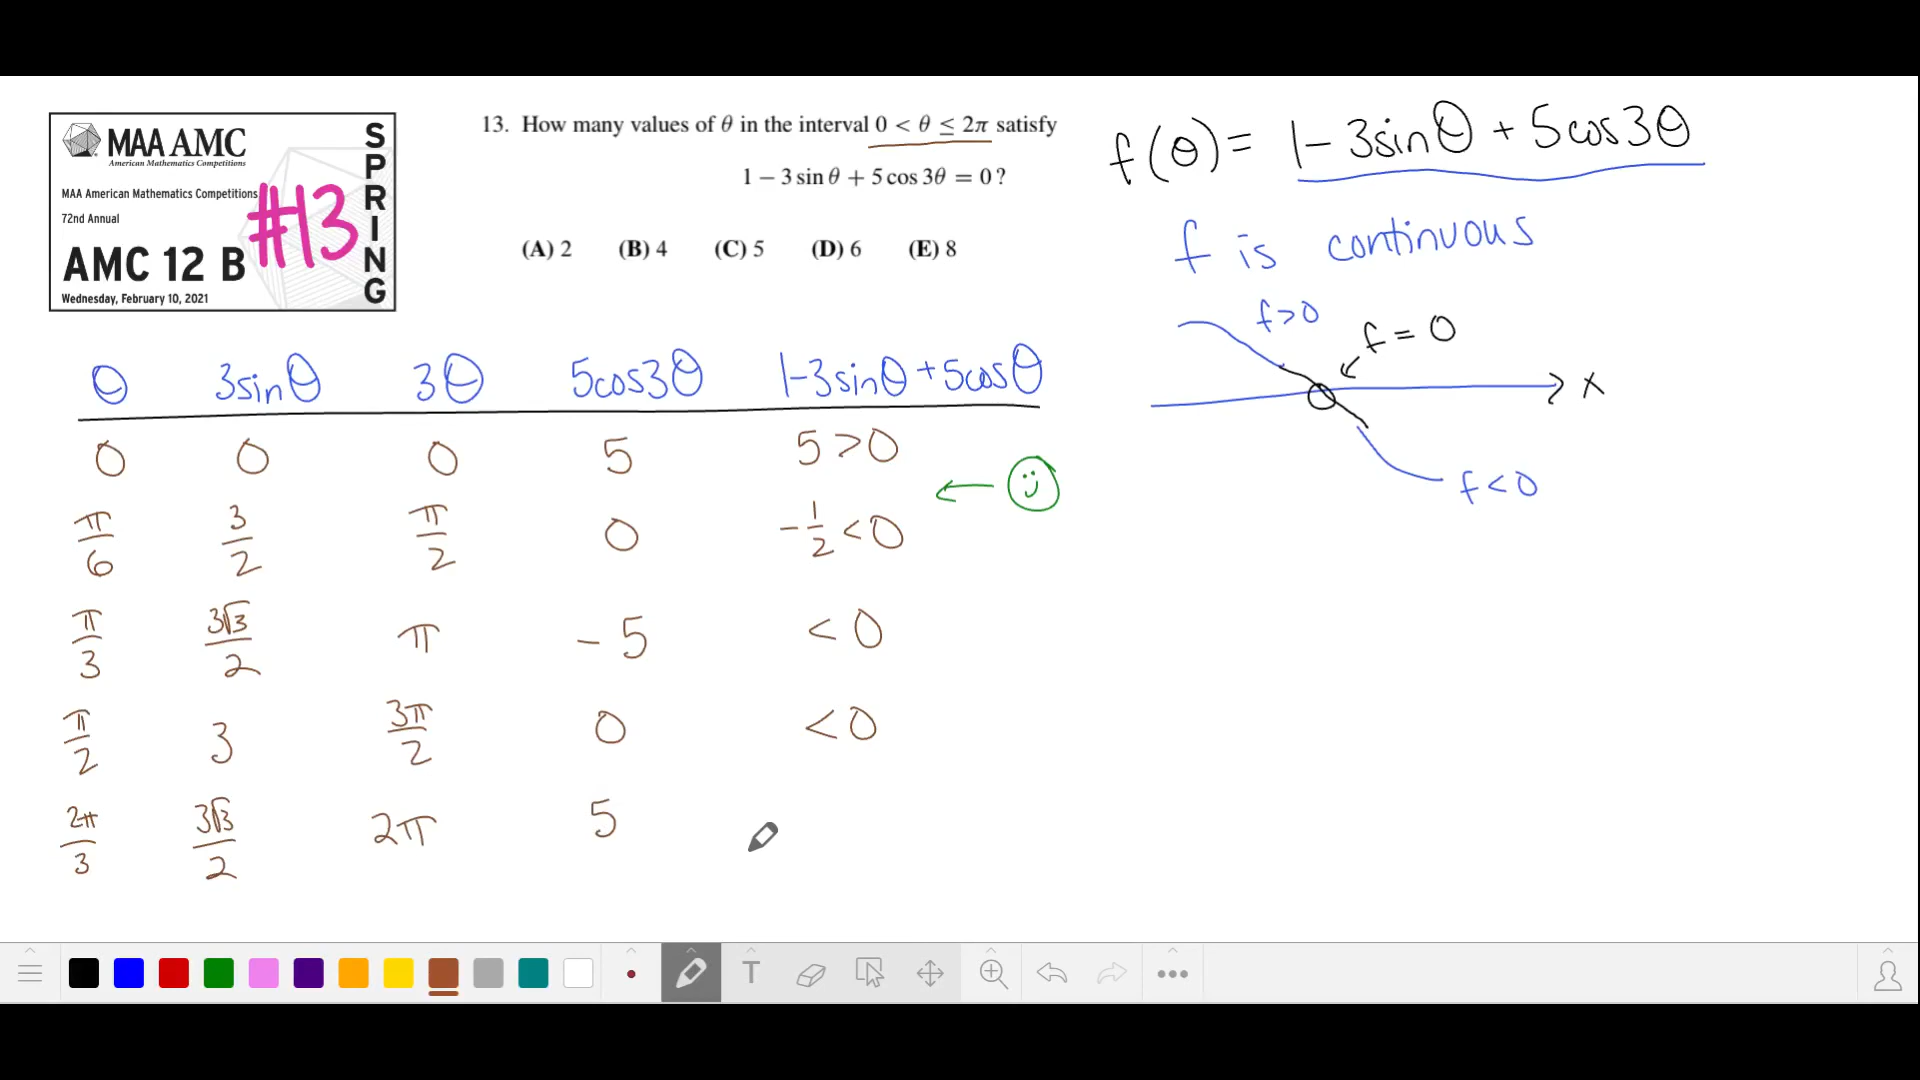 MAA AMC
American Mathematics Competitions
SPRING
MAA American Mathematics Competitions
72nd Annual
#13
AMC 12 B
Wednesday, February 10, 2021
13. How many values of θ in the interval 0 < θ ≤ 2π satisfy
1 − 3 sin θ + 5 cos 3θ = 0?
(A) 2 (B) 4 (C) 5 (D) 6 (E) 8
f(θ) = 1 - 3sinθ + 5cos3θ
f is continuous
f>0
f = 0
x
f<0
θ 3sinθ 3θ 5cos3θ 1-3sinθ+5cosθ
0 0 0 5 5>0
π/6 3/2 π/2 0 -1/2<0
π/3 3√3/2 π -5 <0
π/2 3 3π/2 0 <0
2π/3 3√3/2 2π 5
T